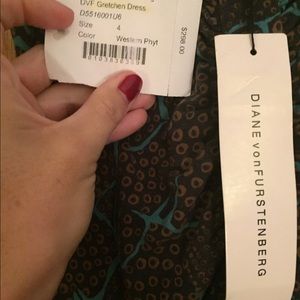 DVF Gretchen Dress
D5516001U6
Size 4
Color Western Phyt
$298.00
DIANE von FURSTENBERG